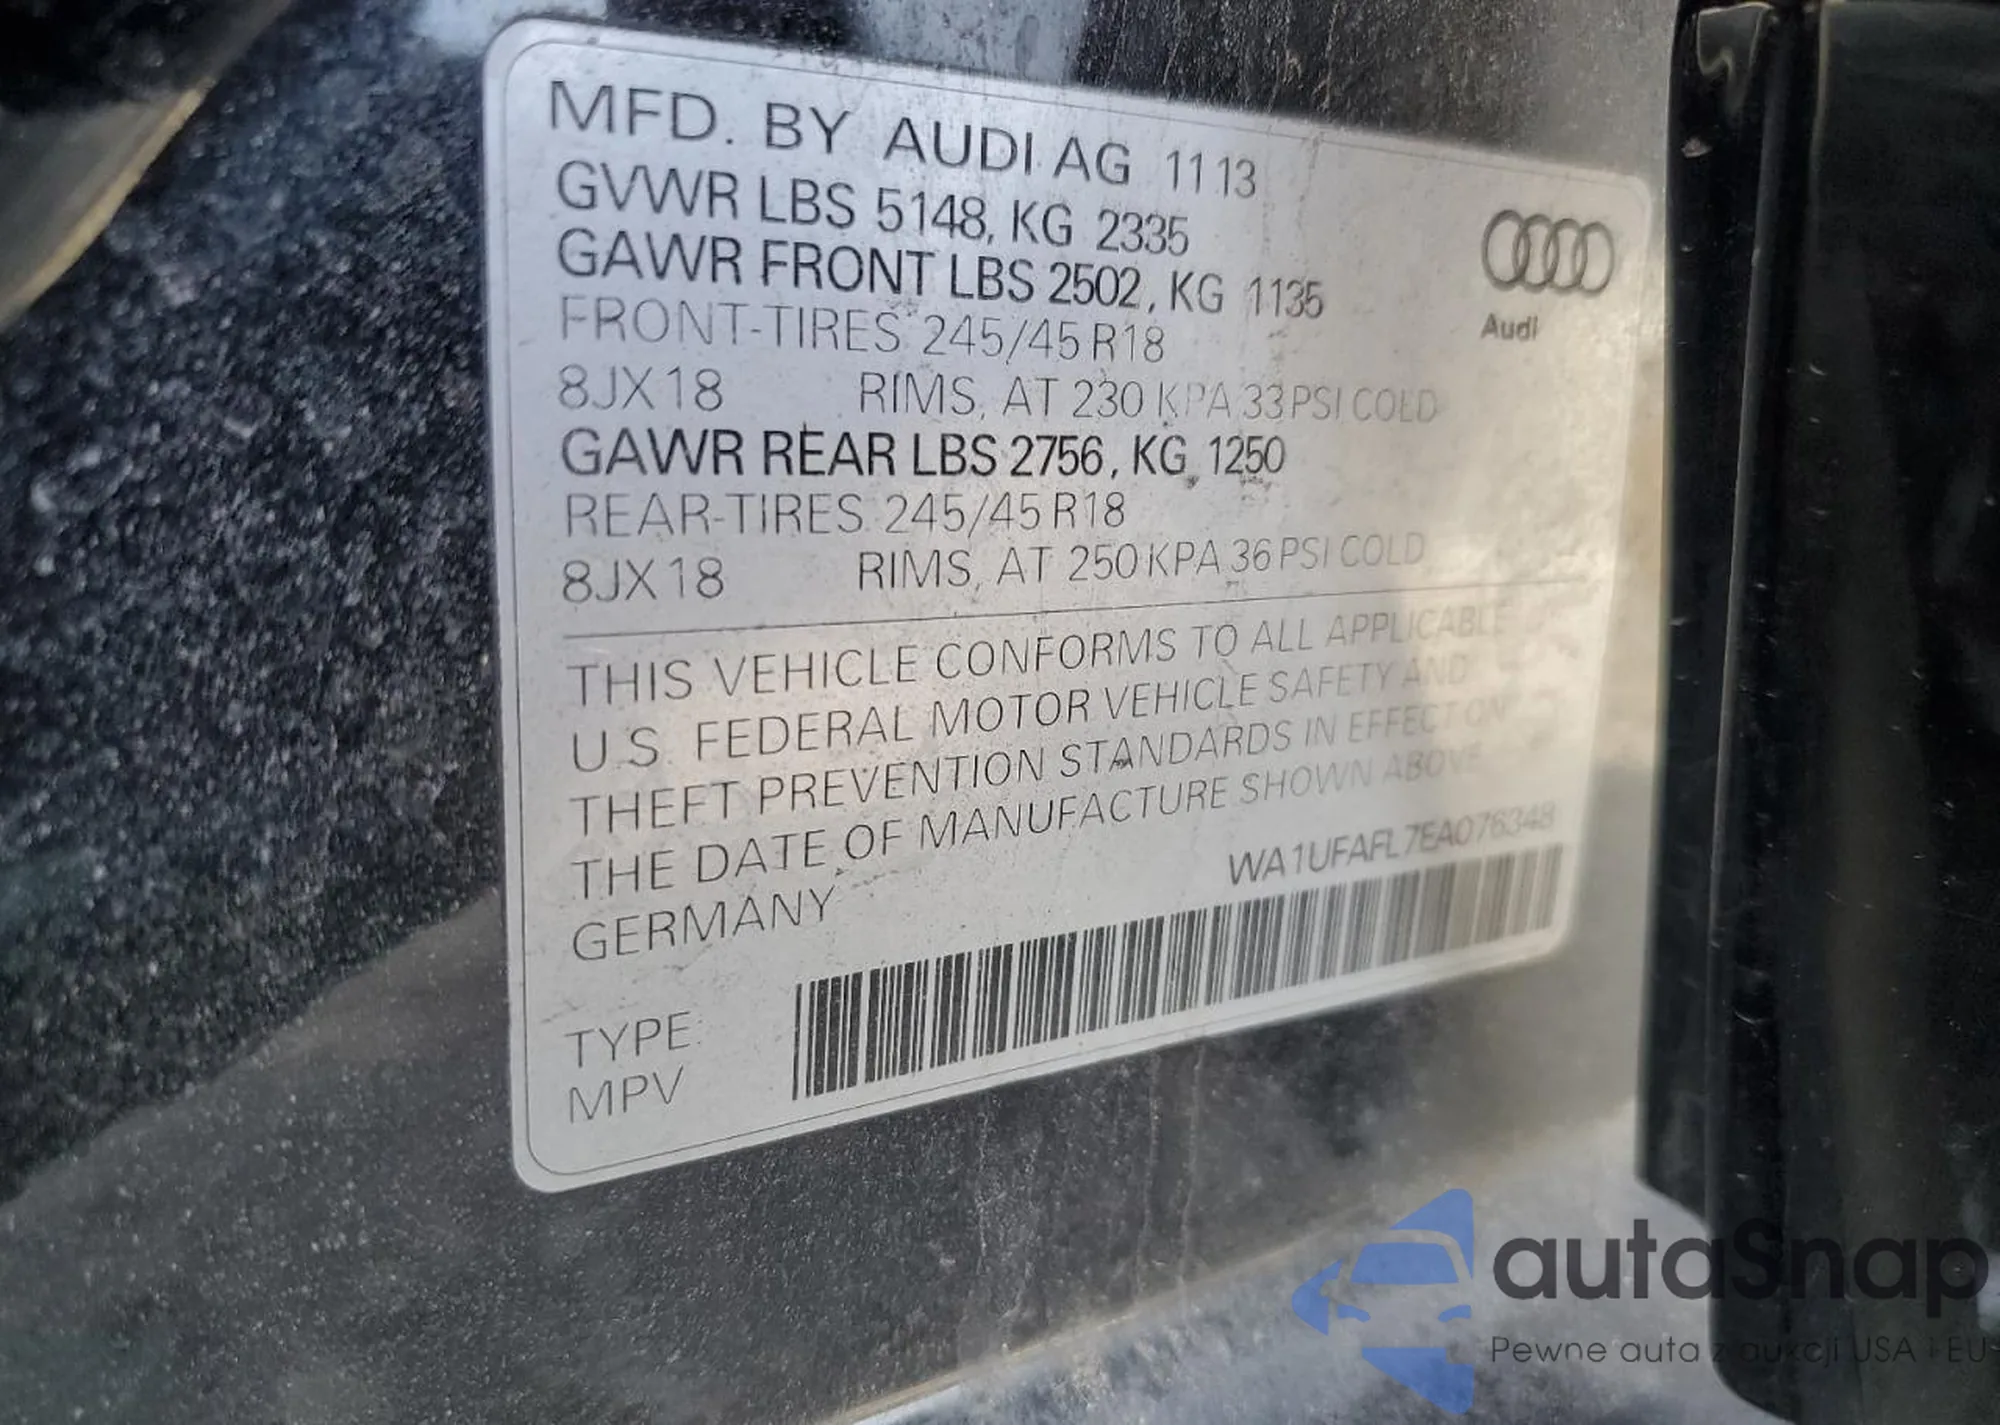 MFD. BY AUDI AG 11 13
GVWR LBS 5148, KG 2335
GAWR FRONT LBS 2502, KG 1135
FRONT-TIRES 245/45 R18
8JX18 RIMS, AT 230 KPA 33 PSI COLD
GAWR REAR LBS 2756, KG 1250
REAR-TIRES 245/45 R18
8JX18 RIMS, AT 250 KPA 36 PSI COLD
Audi
THIS VEHICLE CONFORMS TO ALL APPLICABLE
U.S. FEDERAL MOTOR VEHICLE SAFETY AND
THEFT PREVENTION STANDARDS IN EFFECT ON
THE DATE OF MANUFACTURE SHOWN ABOVE
GERMANY
WA1UFAFL7EA076348
TYPE:
MPV
autaSnap
Pewne auta z aukcji USA i EU